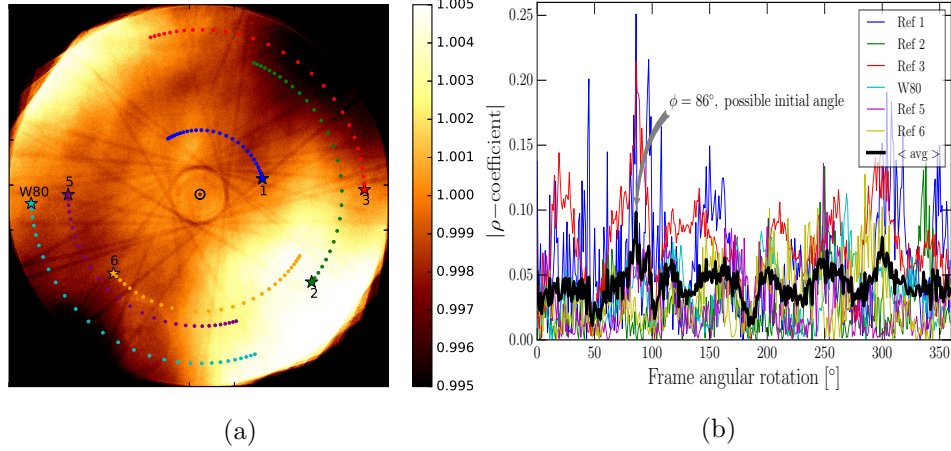 W80
5
6
1
3
2
1.005
1.004
1.003
1.002
1.001
1.000
0.999
0.998
0.997
0.996
0.995
(a)
0.25
0.20
0.15
0.10
0.05
0.00
|ρ−coefficient|
ϕ = 86°, possible initial angle
Ref 1
Ref 2
Ref 3
W80
Ref 5
Ref 6
< avg >
0 50 100 150 200 250 300 350
Frame angular rotation [°]
(b)